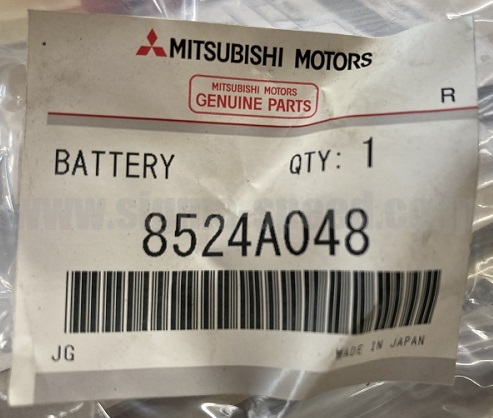 MITSUBISHI MOTORS
MITSUBISHI MOTORS
GENUINE PARTS
R
BATTERY QTY: 1
8524A048
JG MADE IN JAPAN